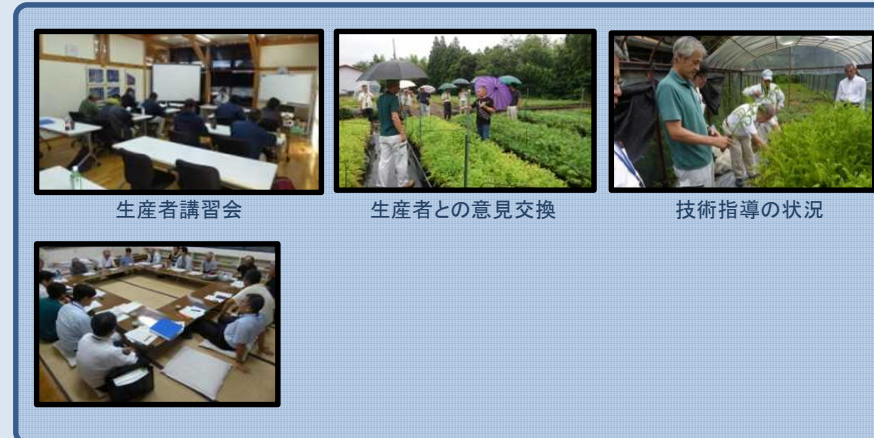 生産者講習会
生産者との意見交換
技術指導の状況